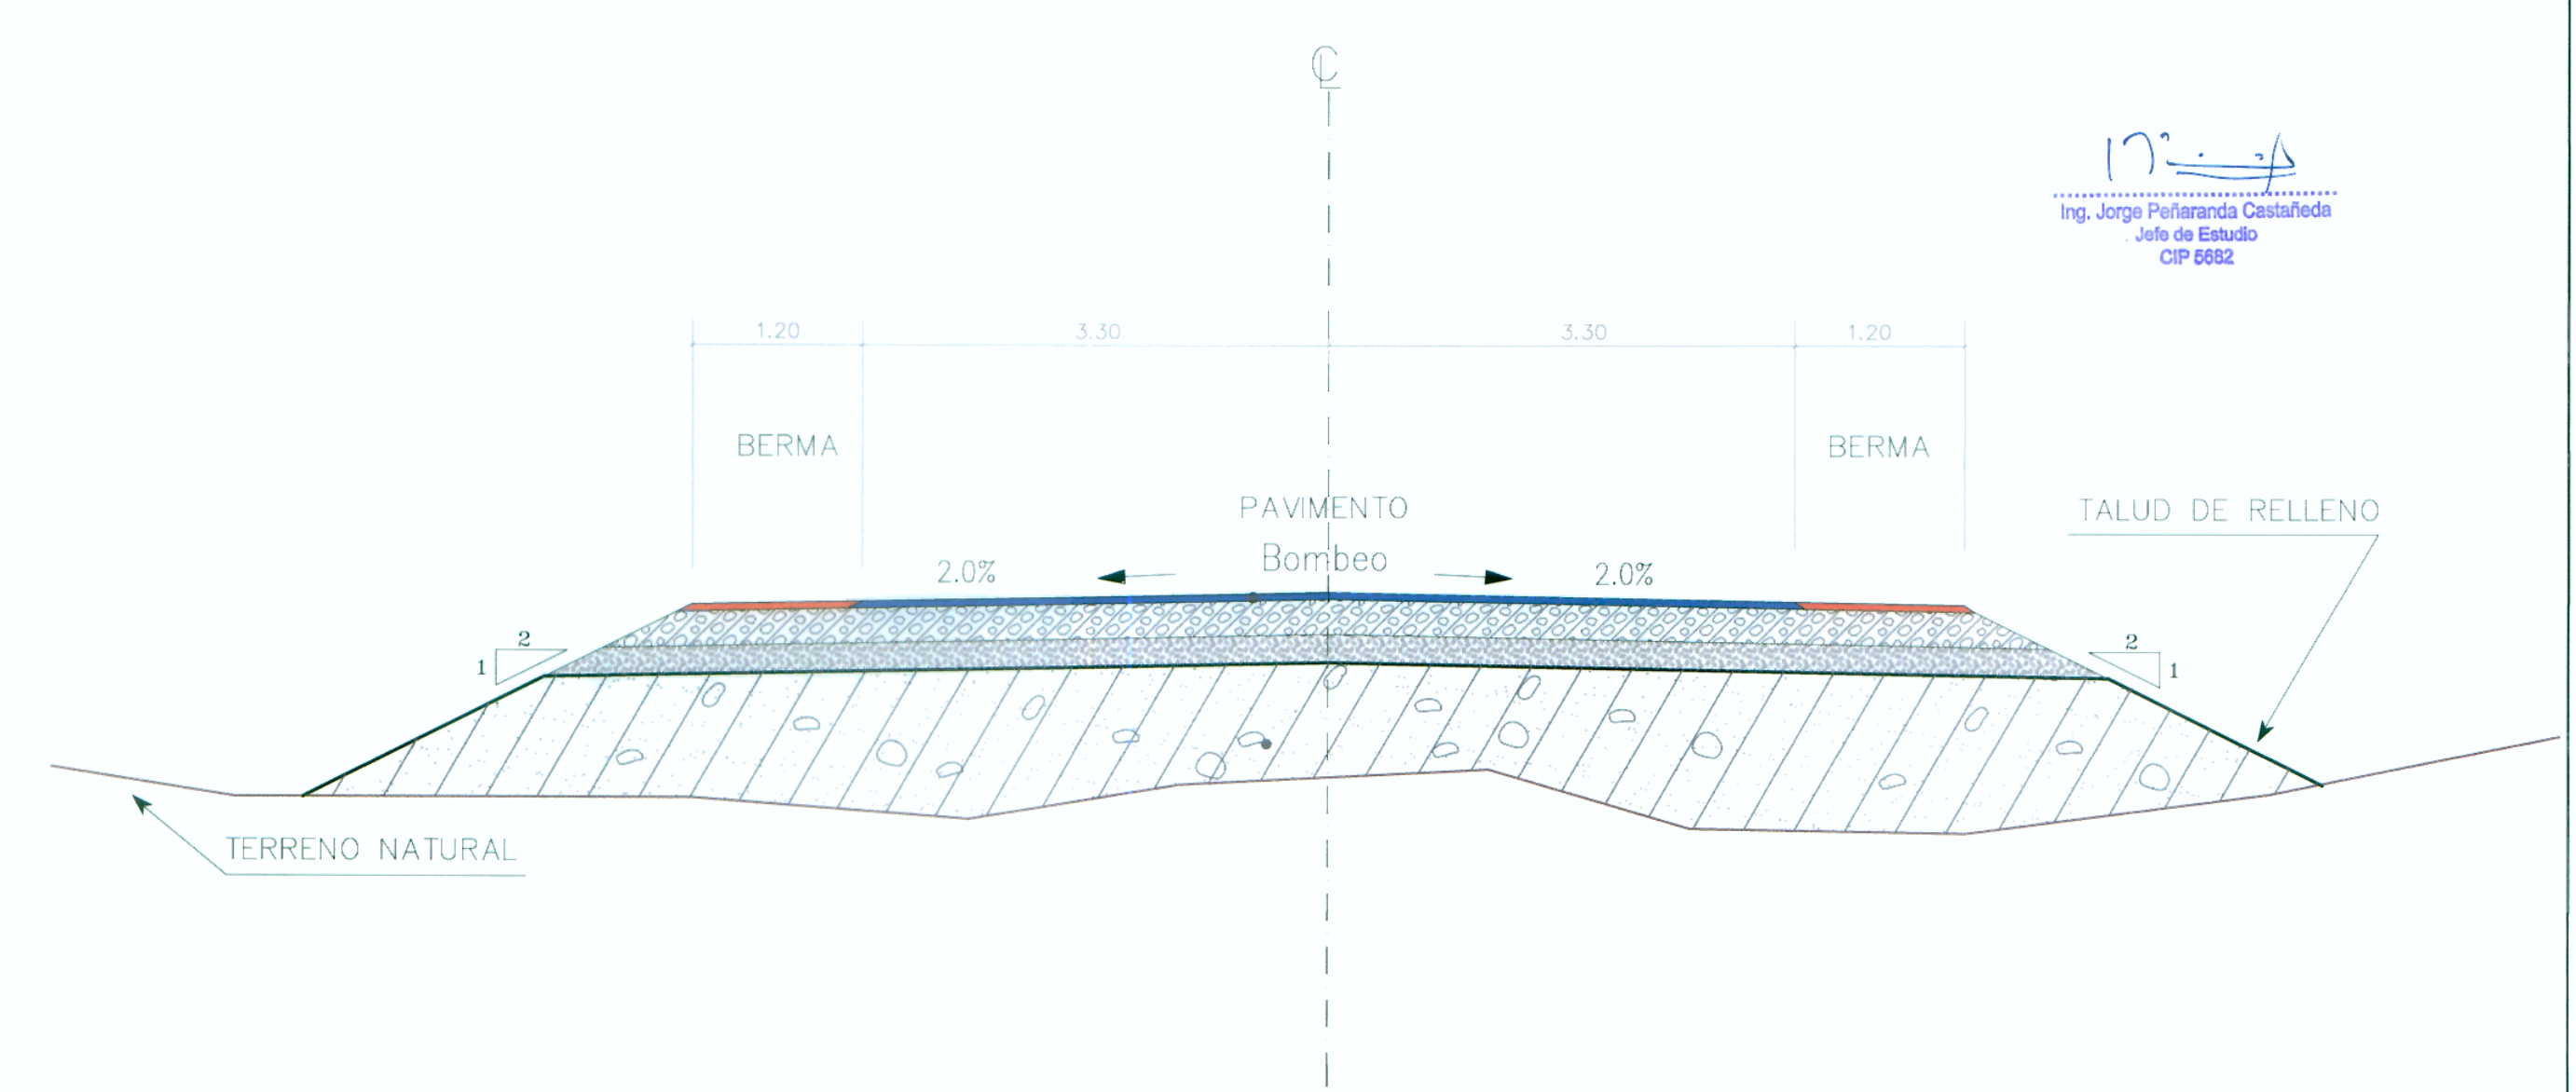 ℄
Ing. Jorge Peñaranda Castañeda
Jefe de Estudio
CIP 5682
1.20 3.30 3.30 1.20
BERMA BERMA
PAVIMENTO
TALUD DE RELLENO
Bombeo
2.0% 2.0%
2 2
1 1
TERRENO NATURAL